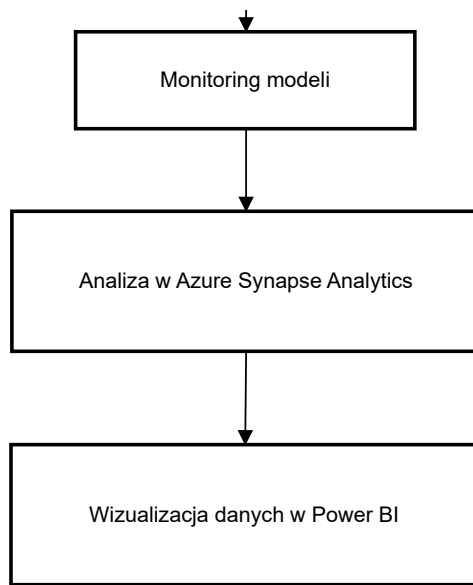 Monitoring modeli
Analiza w Azure Synapse Analytics
Wizualizacja danych w Power BI